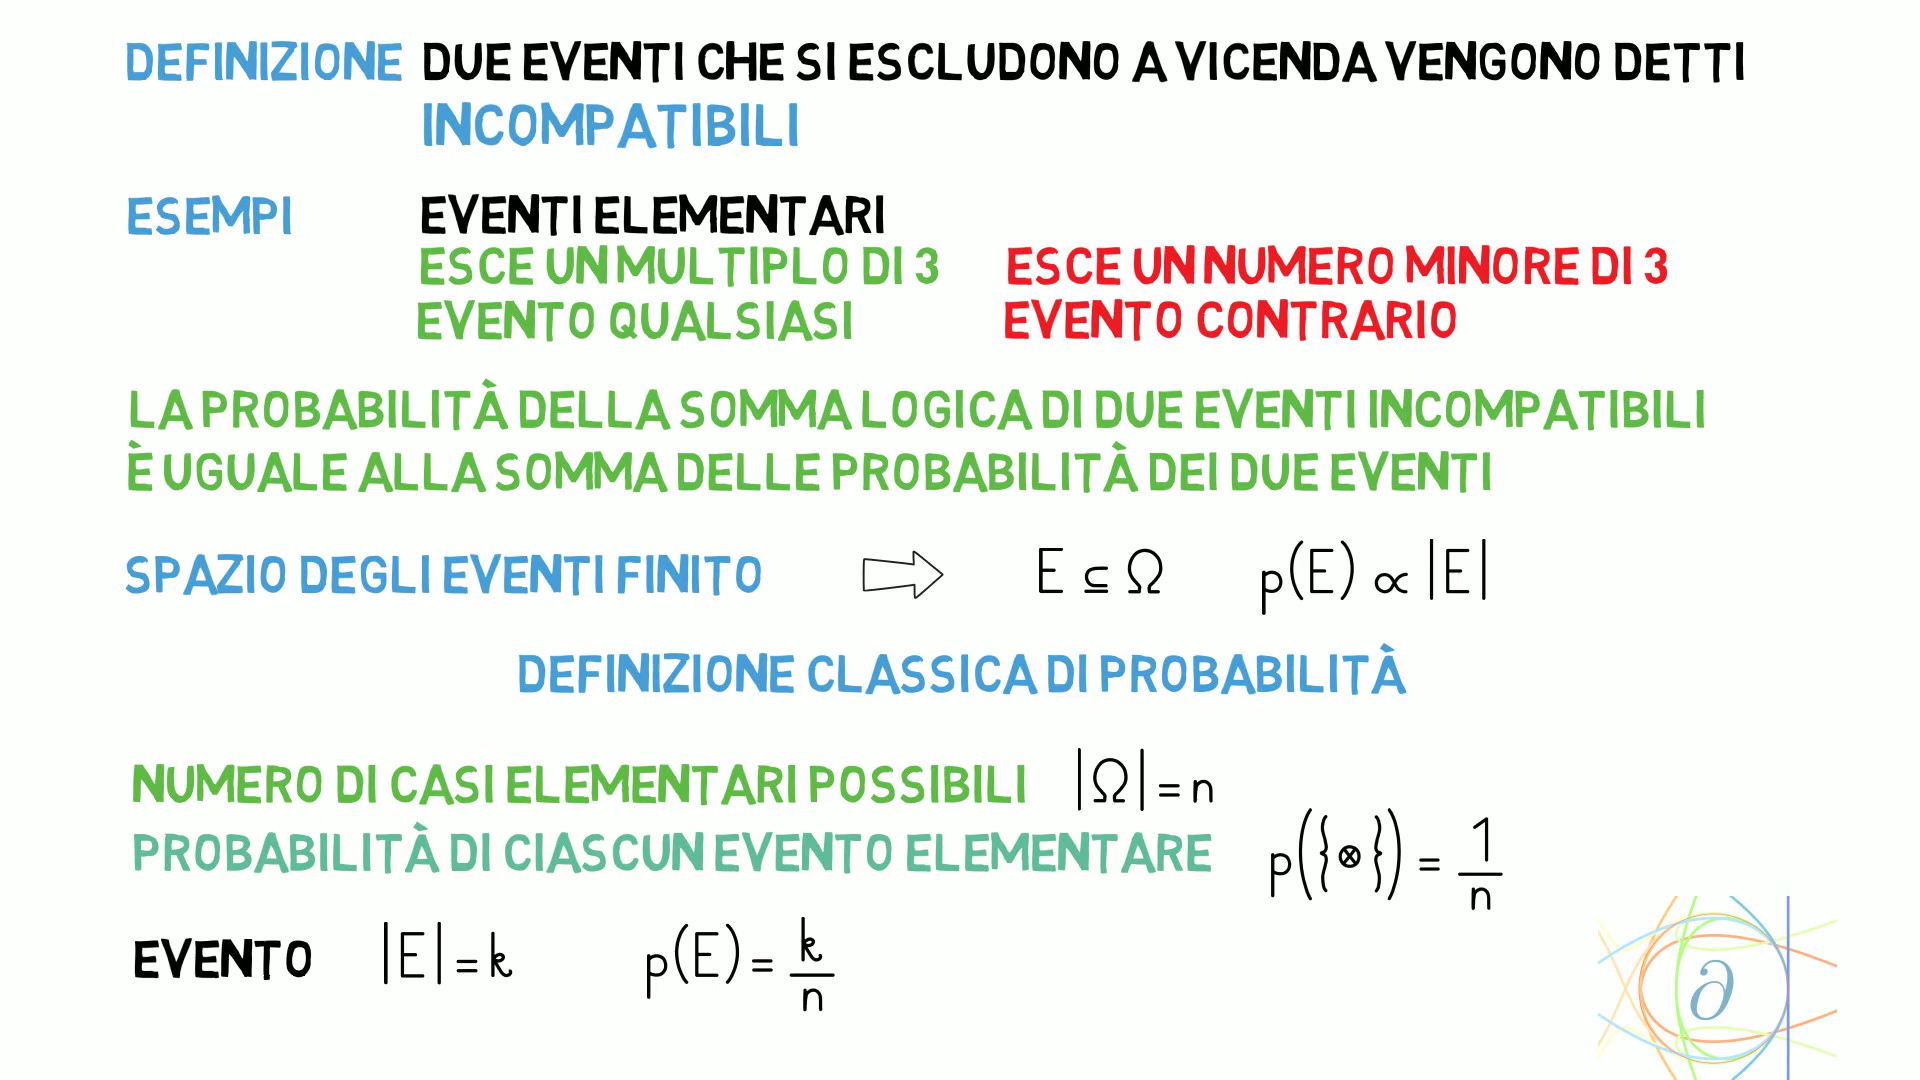 DEFINIZIONE DUE EVENTI CHE SI ESCLUDONO A VICENDA VENGONO DETTI
INCOMPATIBILI
ESEMPI EVENTI ELEMENTARI
ESCE UN MULTIPLO DI 3 ESCE UN NUMERO MINORE DI 3
EVENTO QUALSIASI EVENTO CONTRARIO
LA PROBABILITÀ DELLA SOMMA LOGICA DI DUE EVENTI INCOMPATIBILI
È UGUALE ALLA SOMMA DELLE PROBABILITÀ DEI DUE EVENTI
SPAZIO DEGLI EVENTI FINITO ⇨ E ⊆ Ω p(E) ∝ |E|
DEFINIZIONE CLASSICA DI PROBABILITÀ
NUMERO DI CASI ELEMENTARI POSSIBILI |Ω| = n
PROBABILITÀ DI CIASCUN EVENTO ELEMENTARE p({⊗}) = 1/n
EVENTO |E| = k p(E) = k/n
∂